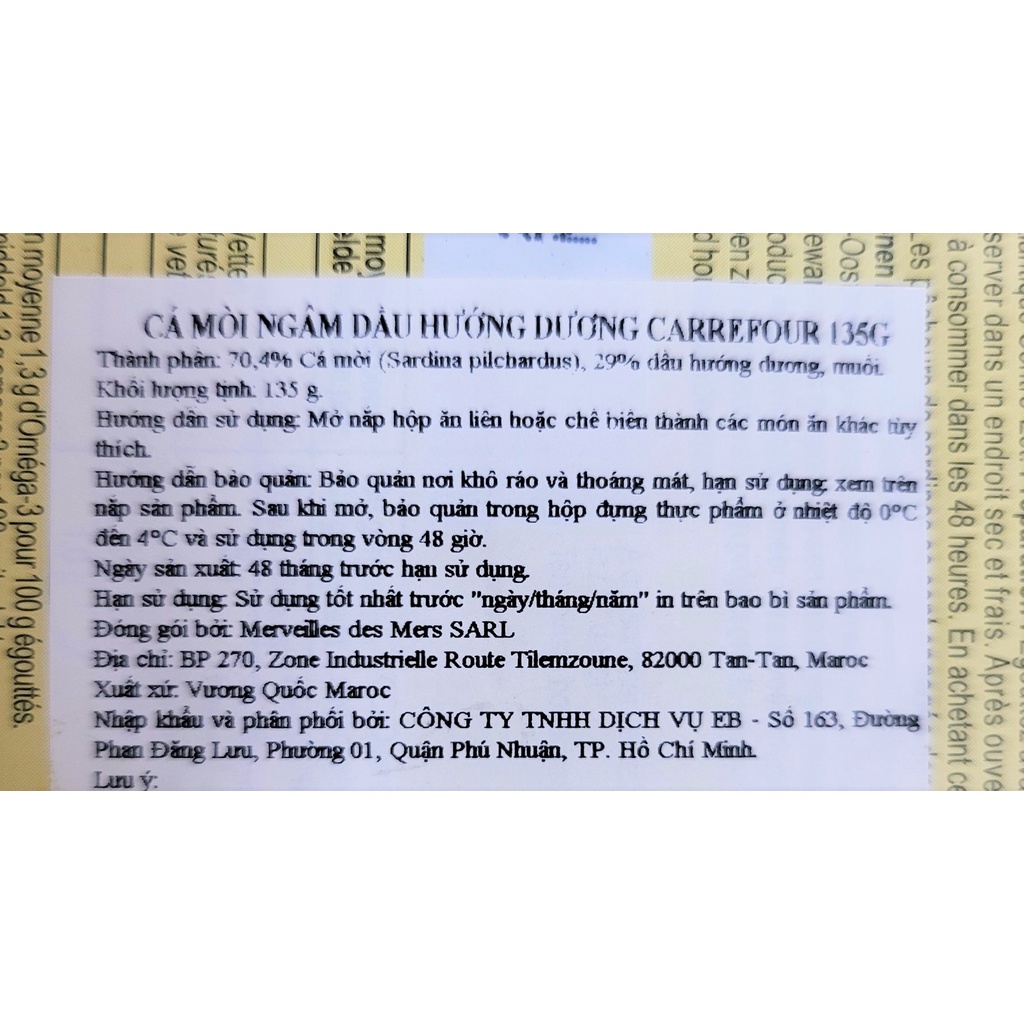 CÁ MÒI NGÂM DẦU HƯỚNG DƯƠNG CARREFOUR 135G
Thành phần: 70,4% Cá mòi (Sardina pilchardus), 29% dầu hướng dương, muối.
Khối lượng tịnh: 135 g.
Hướng dẫn sử dụng: Mở nắp hộp ăn liền hoặc chế biến thành các món ăn khác tùy
thích.
Hướng dẫn bảo quản: Bảo quản nơi khô ráo và thoáng mát, hạn sử dụng: xem trên
nắp sản phẩm. Sau khi mở, bảo quản trong hộp đựng thực phẩm ở nhiệt độ 0°C
đến 4°C và sử dụng trong vòng 48 giờ.
Ngày sản xuất: 48 tháng trước hạn sử dụng.
Hạn sử dụng: Sử dụng tốt nhất trước "ngày/tháng/năm" in trên bao bì sản phẩm.
Đóng gói bởi: Merveilles des Mers SARL
Địa chỉ: BP 270, Zone Industrielle Route Tilemzoune, 82000 Tan-Tan, Maroc
Xuất xứ: Vương Quốc Maroc
Nhập khẩu và phân phối bởi: CÔNG TY TNHH DỊCH VỤ EB - Số 163, Đường
Phan Đăng Lưu, Phường 01, Quận Phú Nhuận, TP. Hồ Chí Minh.
Lưu ý:
moyenne 1,3 g d'Oméga-3 pour 100 g égouttés.
server dans un endroit sec et frais. Après
à consommer dans les 48 heures. En achetant